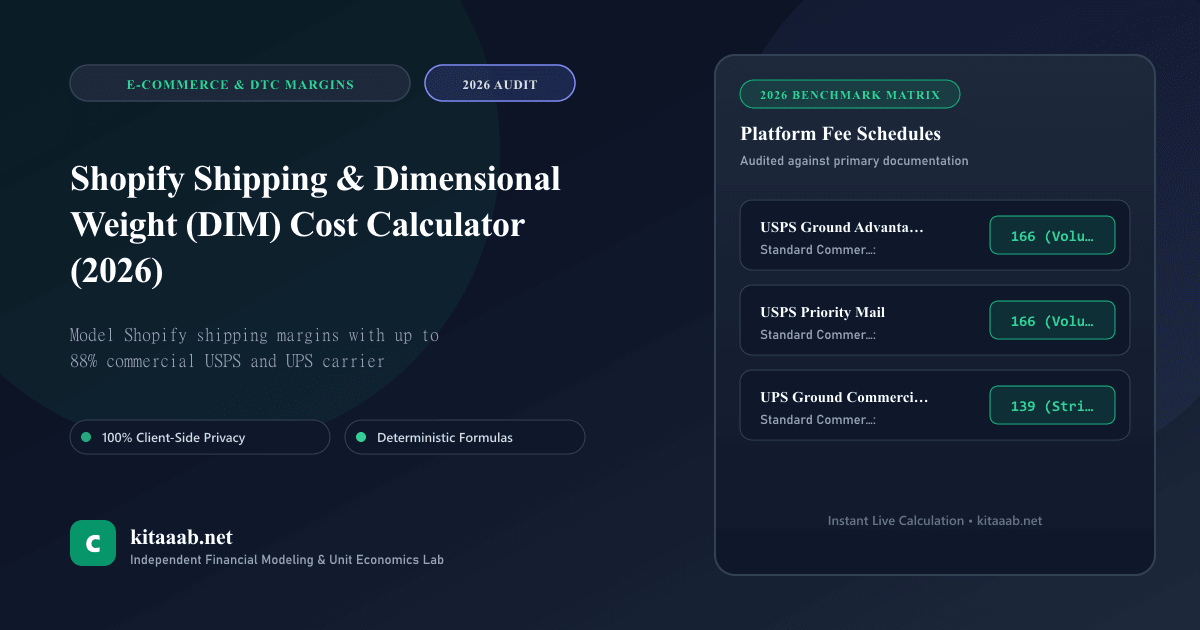 E-COMMERCE & DTC MARGINS
2026 AUDIT
Shopify Shipping & Dimensional
Weight (DIM) Cost Calculator
(2026)
Model Shopify shipping margins with up to
88% commercial USPS and UPS carrier
100% Client-Side Privacy
Deterministic Formulas
C
kitaaab.net
Independent Financial Modeling & Unit Economics Lab
2026 BENCHMARK MATRIX
Platform Fee Schedules
Audited against primary documentation
USPS Ground Advanta…
Standard Commer…:
166 (Volu…
USPS Priority Mail
Standard Commer…:
166 (Volu…
UPS Ground Commerci…
Standard Commer…:
139 (Stri…
Instant Live Calculation • kitaaab.net